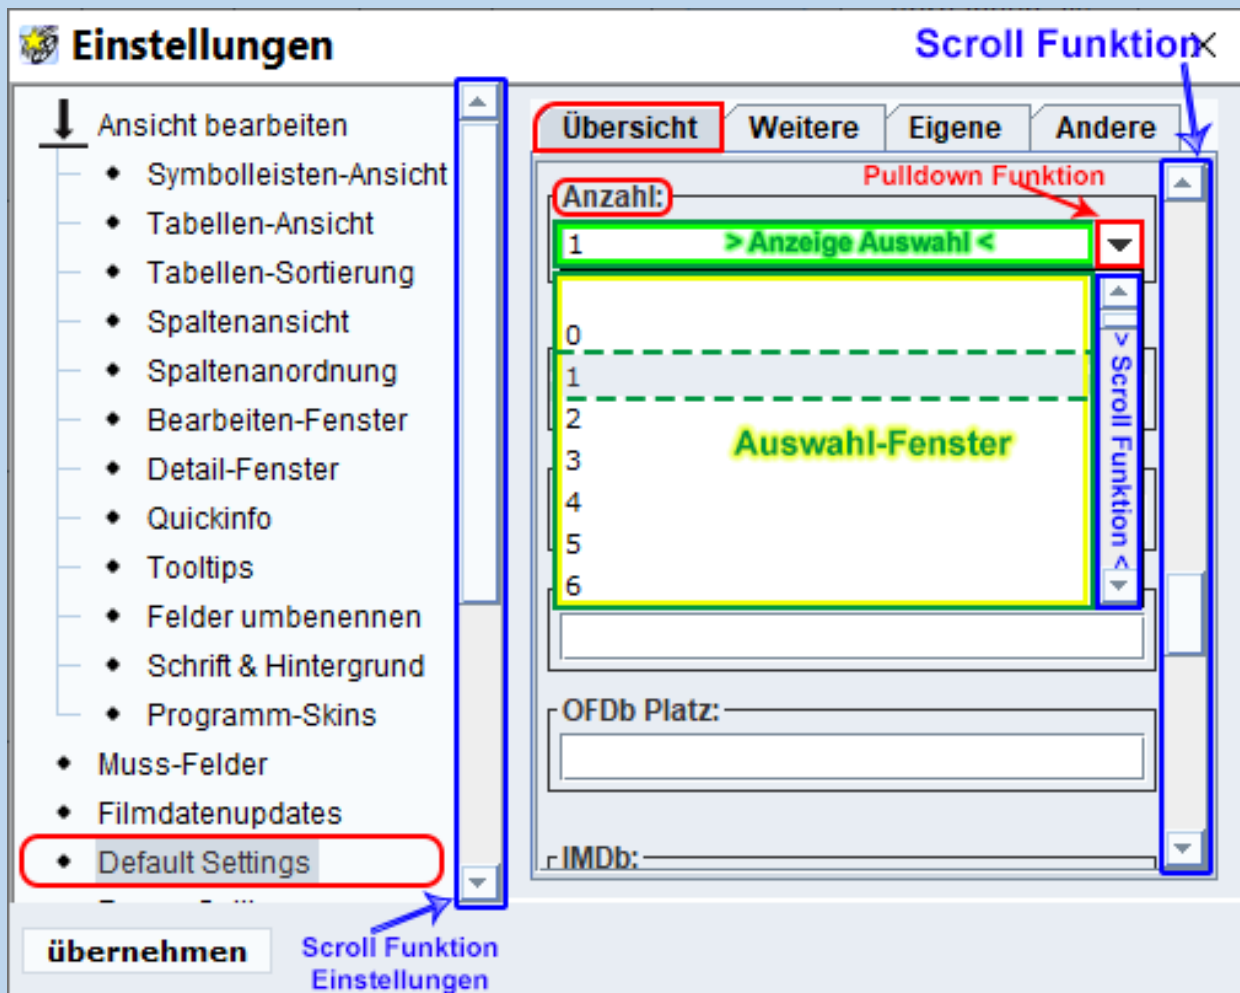 Einstellungen
Scroll Funktion
Ansicht bearbeiten
Symbolleisten-Ansicht
Tabellen-Ansicht
Tabellen-Sortierung
Spaltenansicht
Spaltenanordnung
Bearbeiten-Fenster
Detail-Fenster
Quickinfo
Tooltips
Felder umbenennen
Schrift & Hintergrund
Programm-Skins
Muss-Felder
Filmdatenupdates
Default Settings
übernehmen
Scroll Funktion
Einstellungen
Übersicht Weitere Eigene Andere
Pulldown Funktion
Anzahl:
1 > Anzeige Auswahl <
0
1
2
3
4
5
6
Auswahl-Fenster
> Scroll Funktion <
OFDb Platz:
IMDb: